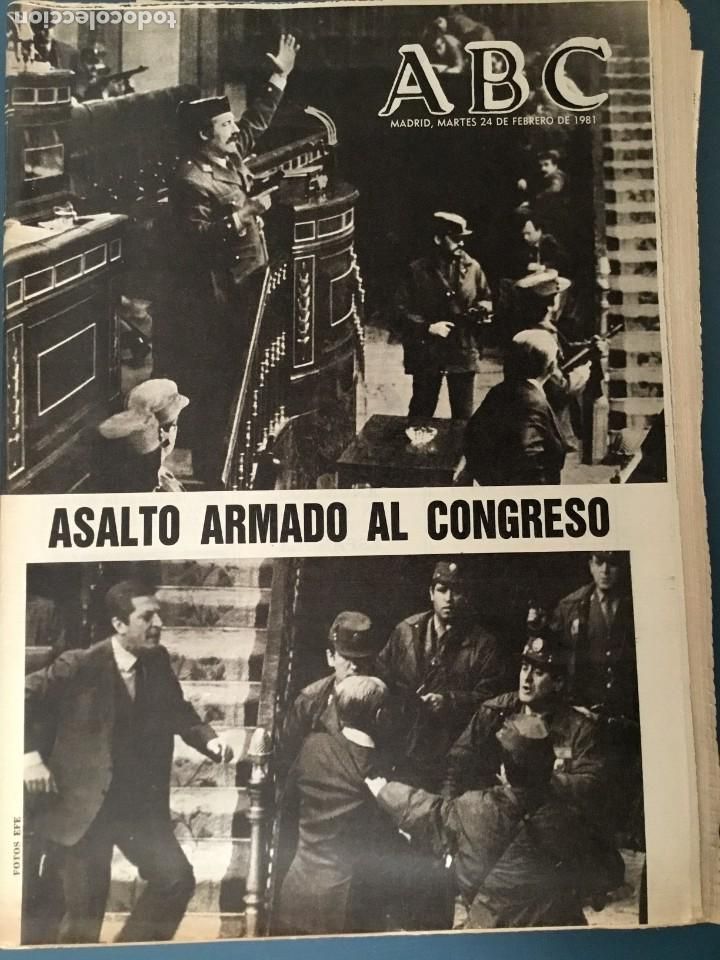 todocoleccion
ABC
MADRID, MARTES 24 DE FEBRERO DE 1981
ASALTO ARMADO AL CONGRESO
FOTOS EFE